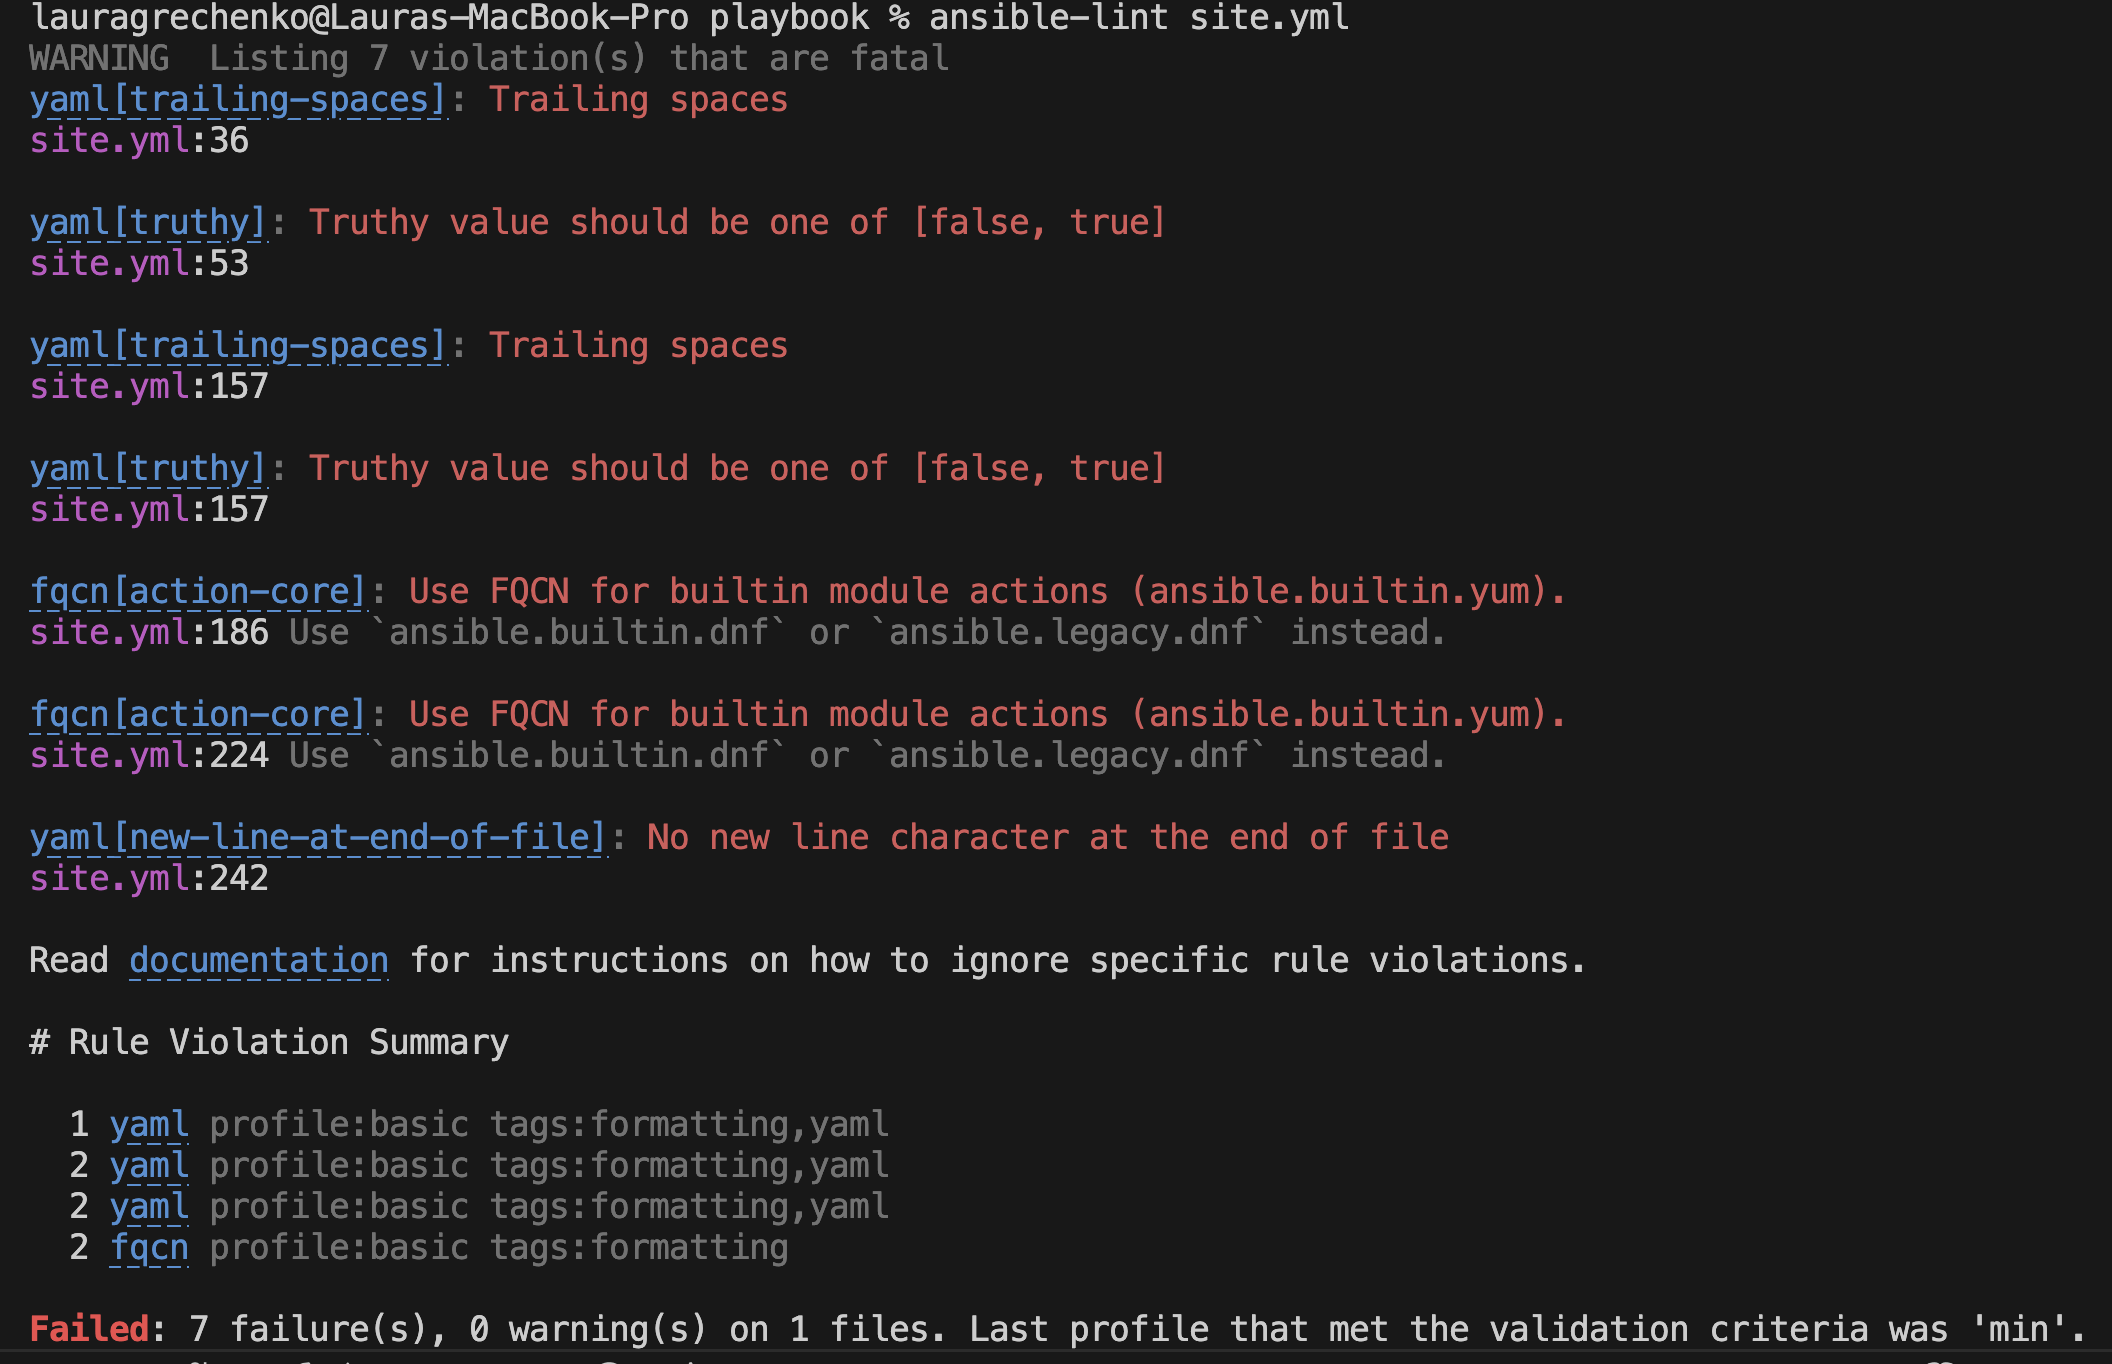 lauragrechenko@Lauras-MacBook-Pro playbook % ansible-lint site.yml
WARNING  Listing 7 violation(s) that are fatal
yaml[trailing-spaces]: Trailing spaces
site.yml:36
yaml[truthy]: Truthy value should be one of [false, true]
site.yml:53
yaml[trailing-spaces]: Trailing spaces
site.yml:157
yaml[truthy]: Truthy value should be one of [false, true]
site.yml:157
fqcn[action-core]: Use FQCN for builtin module actions (ansible.builtin.yum).
site.yml:186 Use `ansible.builtin.dnf` or `ansible.legacy.dnf` instead.
fqcn[action-core]: Use FQCN for builtin module actions (ansible.builtin.yum).
site.yml:224 Use `ansible.builtin.dnf` or `ansible.legacy.dnf` instead.
yaml[new-line-at-end-of-file]: No new line character at the end of file
site.yml:242
Read documentation for instructions on how to ignore specific rule violations.
# Rule Violation Summary
  1 yaml profile:basic tags:formatting,yaml
  2 yaml profile:basic tags:formatting,yaml
  2 yaml profile:basic tags:formatting,yaml
  2 fqcn profile:basic tags:formatting
Failed: 7 failure(s), 0 warning(s) on 1 files. Last profile that met the validation criteria was 'min'.